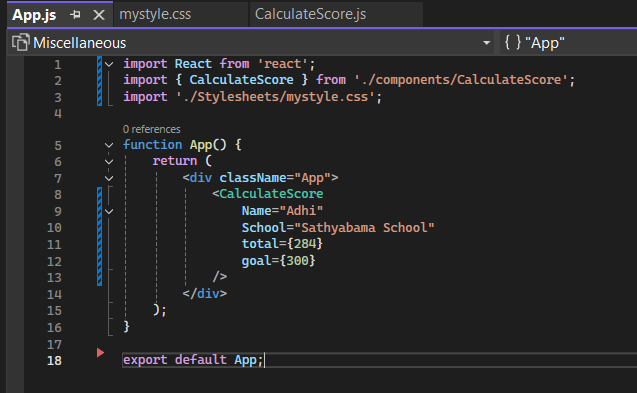 App.js mystyle.css CalculateScore.js
Miscellaneous { } "App"
1 import React from 'react';
2 import { CalculateScore } from './components/CalculateScore';
3 import './Stylesheets/mystyle.css';
4
0 references
5 function App() {
6 return (
7 <div className="App">
8 <CalculateScore
9 Name="Adhi"
10 School="Sathyabama School"
11 total={284}
12 goal={300}
13 />
14 </div>
15 );
16 }
17
18 export default App;